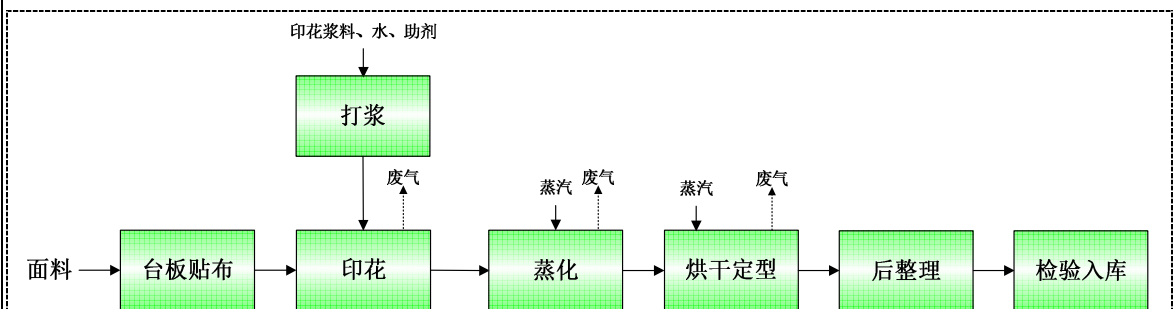 印花浆料、水、助剂
打浆
废气
蒸汽 废气
蒸汽 废气
面料 台板贴布 印花 蒸化 烘干定型 后整理 检验入库